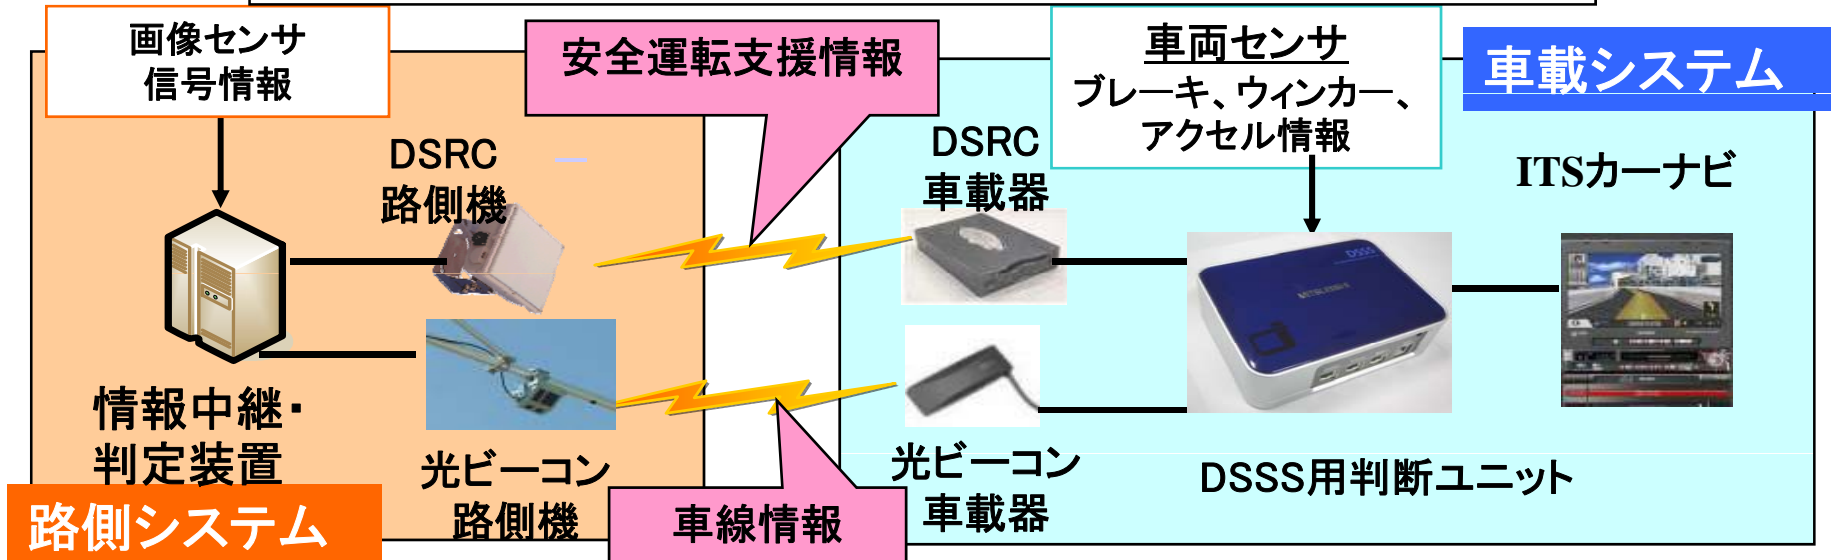 画像センサ
信号情報
安全運転支援情報
車両センサ
ブレーキ、ウィンカー、
アクセル情報
車載システム
DSRC
路側機
DSRC
車載器
ITSカーナビ
DSSS
情報中継・
判定装置
光ビーコン
路側機
車線情報
光ビーコン
車載器
DSSS用判断ユニット
路側システム